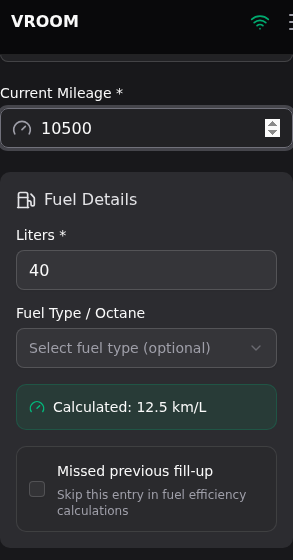 VROOM
Current Mileage *
10500
Fuel Details
Liters *
40
Fuel Type / Octane
Select fuel type (optional)
Calculated: 12.5 km/L
Missed previous fill-up
Skip this entry in fuel efficiency
calculations